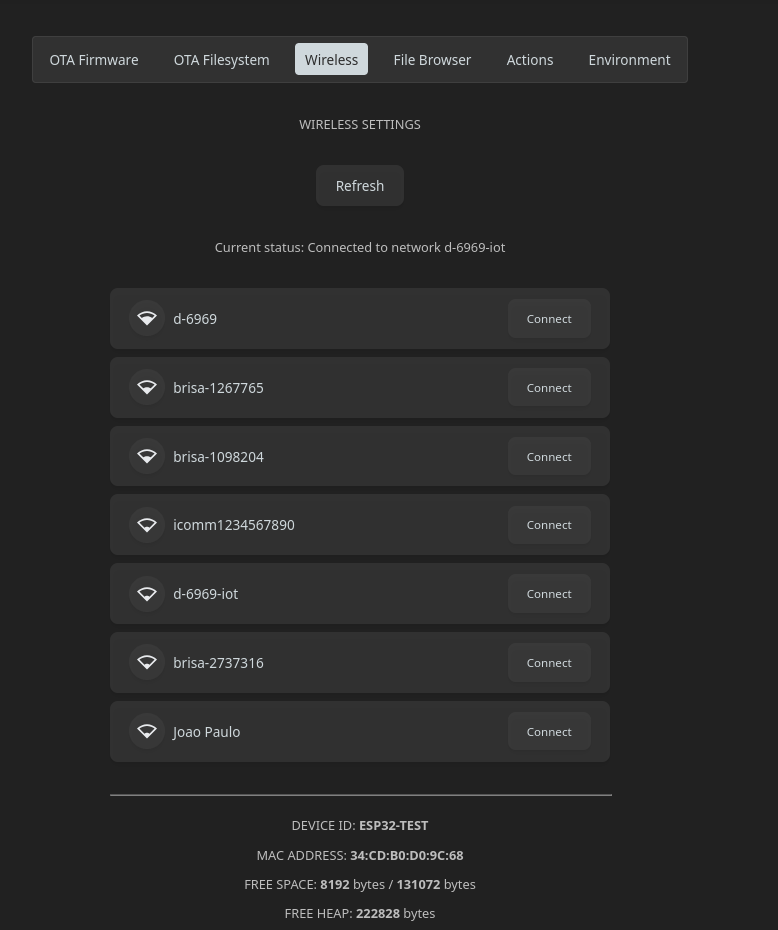 OTA Firmware OTA Filesystem Wireless File Browser Actions Environment
WIRELESS SETTINGS
Refresh
Current status: Connected to network d-6969-iot
d-6969 Connect
brisa-1267765 Connect
brisa-1098204 Connect
icomm1234567890 Connect
d-6969-iot Connect
brisa-2737316 Connect
Joao Paulo Connect
DEVICE ID: ESP32-TEST
MAC ADDRESS: 34:CD:B0:D0:9C:68
FREE SPACE: 8192 bytes / 131072 bytes
FREE HEAP: 222828 bytes